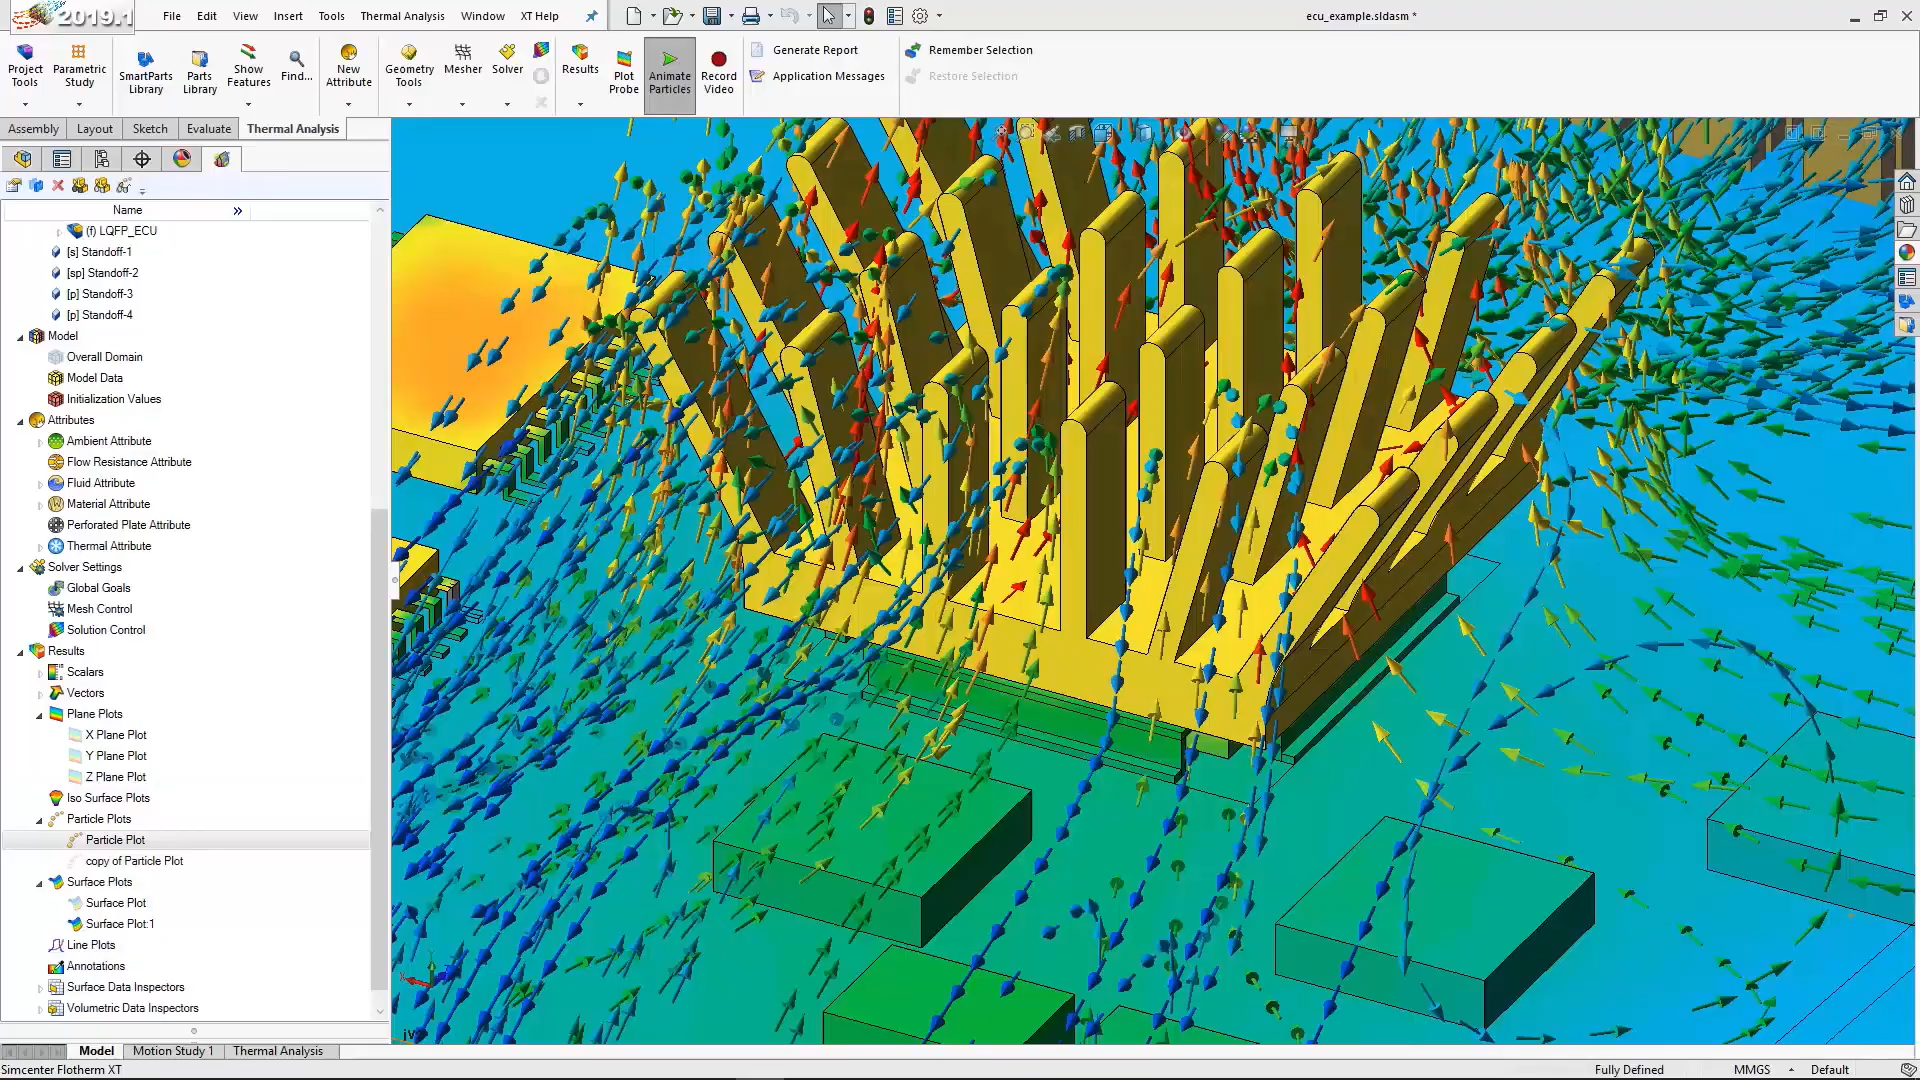 2019.1
File Edit View Insert Tools Thermal Analysis Window XT Help
ecu_example.sldasm *
Project Tools
Parametric Study
SmartParts Library
Parts Library
Show Features
Find...
New Attribute
Geometry Tools
Mesher
Solver
Results
Plot Probe
Animate Particles
Record Video
Generate Report
Application Messages
Remember Selection
Restore Selection
Assembly Layout Sketch Evaluate Thermal Analysis
Name »
(f) LQFP_ECU
[s] Standoff-1
[sp] Standoff-2
[p] Standoff-3
[p] Standoff-4
Model
Overall Domain
Model Data
Initialization Values
Attributes
Ambient Attribute
Flow Resistance Attribute
Fluid Attribute
Material Attribute
Perforated Plate Attribute
Thermal Attribute
Solver Settings
Global Goals
Mesh Control
Solution Control
Results
Scalars
Vectors
Plane Plots
X Plane Plot
Y Plane Plot
Z Plane Plot
Iso Surface Plots
Particle Plots
Particle Plot
copy of Particle Plot
Surface Plots
Surface Plot
Surface Plot:1
Line Plots
Annotations
Surface Data Inspectors
Volumetric Data Inspectors
Model Motion Study 1 Thermal Analysis
Simcenter Flotherm XT
Fully Defined MMGS Default